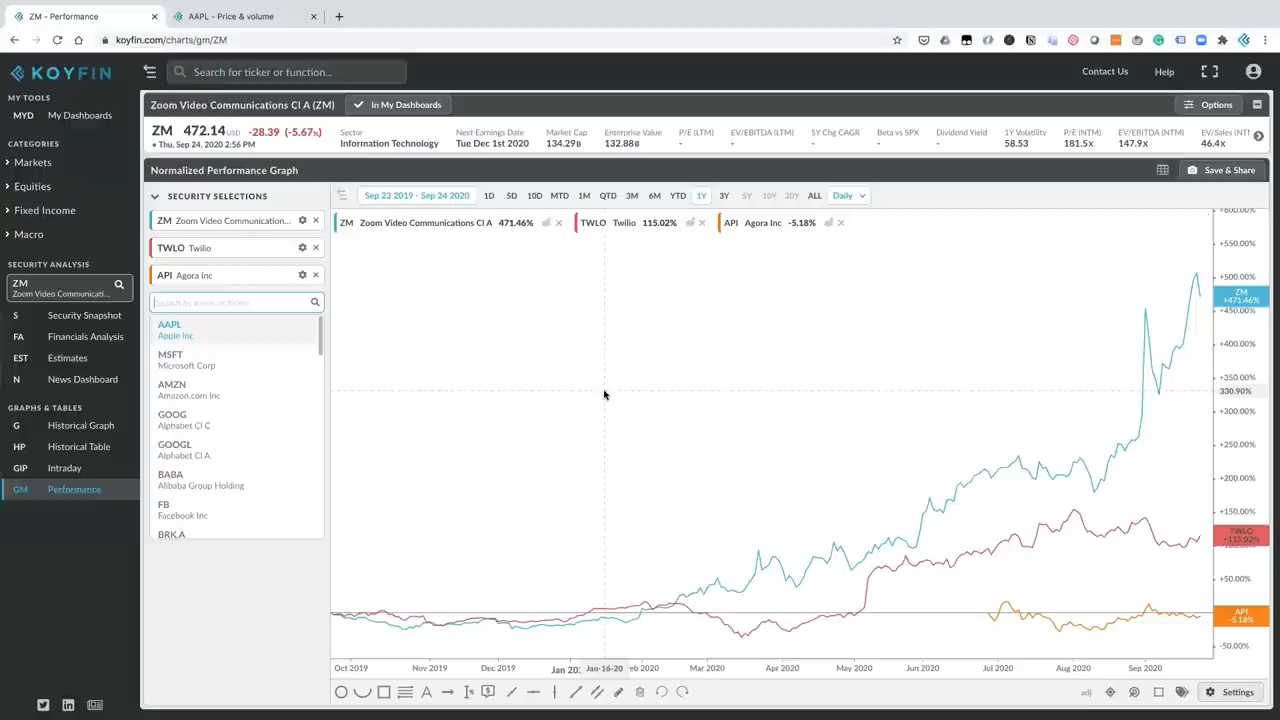 ZM - Performance
AAPL - Price & volume
koyfin.com/charts/gm/ZM
KOYFIN
Search for ticker or function...
Contact Us
Help
MY TOOLS
MYD My Dashboards
CATEGORIES
Markets
Equities
Fixed Income
Macro
SECURITY ANALYSIS
ZM
Zoom Video Communicati...
S Security Snapshot
FA Financials Analysis
EST Estimates
N News Dashboard
GRAPHS & TABLES
G Historical Graph
HP Historical Table
GIP Intraday
GM Performance
Zoom Video Communications Cl A (ZM)
In My Dashboards
Options
ZM 472.14 USD -28.39 (-5.67%)
• Thu, Sep 24, 2020 2:56 PM
Sector
Information Technology
Next Earnings Date
Tue Dec 1st 2020
Market Cap
134.29B
Enterprise Value
132.88B
P/E (LTM)
-
EV/EBITDA (LTM)
-
5Y Chg CAGR
-
Beta vs SPX
-
Dividend Yield
-
1Y Volatility
58.53
P/E (NTM)
181.5X
EV/EBITDA (NTM)
147.9X
EV/Sales (NTM
46.4X
Normalized Performance Graph
Save & Share
SECURITY SELECTIONS
ZM Zoom Video Communication...
TWLO Twilio
API Agora Inc
Search by name or ticker
AAPL
Apple Inc
MSFT
Microsoft Corp
AMZN
Amazon.com Inc
GOOG
Alphabet Cl C
GOOGL
Alphabet Cl A
BABA
Alibaba Group Holding
FB
Facebook Inc
BRK.A
Sep 23 2019 - Sep 24 2020 1D 5D 10D MTD 1M QTD 3M 6M YTD 1Y 3Y 5Y 10Y 20Y ALL Daily
ZM Zoom Video Communications Cl A 471.46%
TWLO Twilio 115.02%
API Agora Inc -5.18%
+600.00%
+550.00%
+500.00%
ZM
+471.46%
+450.00%
+400.00%
+350.00%
330.90%
+300.00%
+250.00%
+200.00%
+150.00%
TWLO
+115.02%
+50.00%
API
-5.18%
-50.00%
Oct 2019 Nov 2019 Dec 2019 Jan 20 Jan-16-20 eb 2020 Mar 2020 Apr 2020 May 2020 Jun 2020 Jul 2020 Aug 2020 Sep 2020
adj
Settings